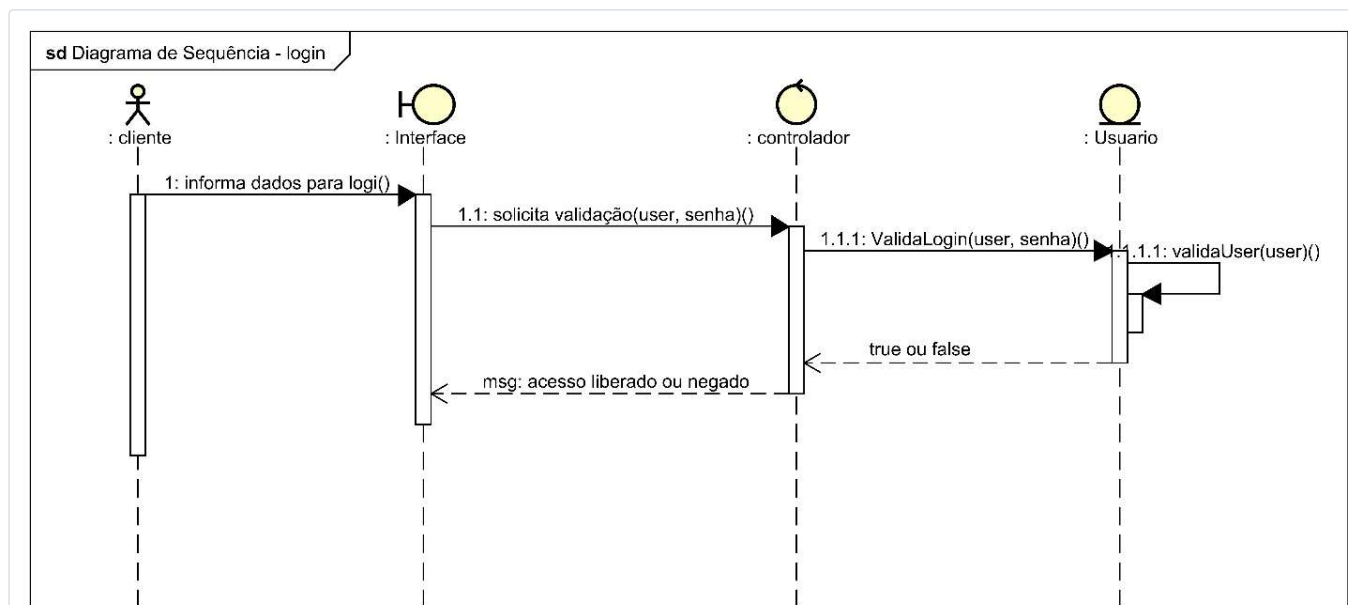 sd Diagrama de Sequência - login
: cliente
: Interface
: controlador
: Usuario
1: informa dados para logi()
1.1: solicita validação(user, senha)()
1.1.1: ValidaLogin(user, senha)()
1.1.1.1: validaUser(user)()
true ou false
msg: acesso liberado ou negado